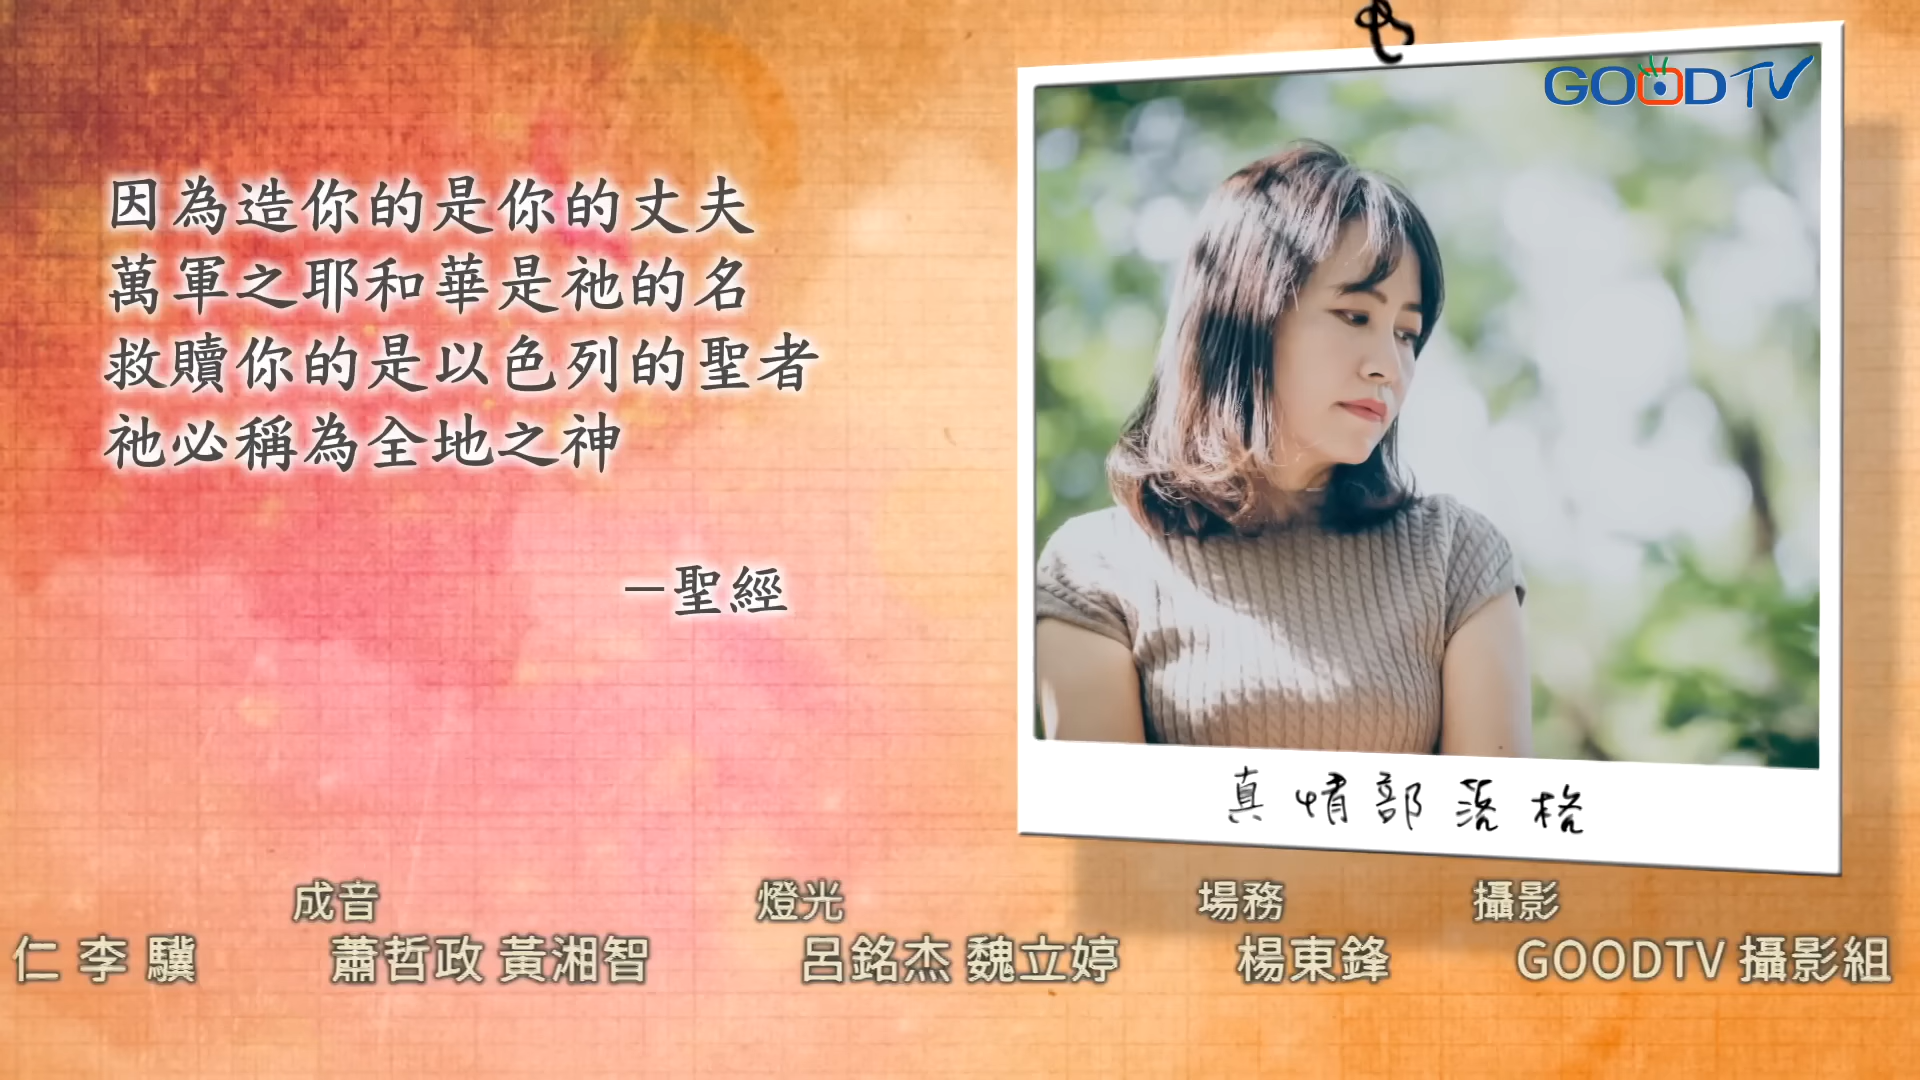 因為造你的是你的丈夫
萬軍之耶和華是祂的名
救贖你的是以色列的聖者
祂必稱為全地之神
–聖經
GOODTV
真情部落格
成音 燈光 場務 攝影
仁 李 驥 蕭哲政 黃湘智 呂銘杰 魏立婷 楊東鋒 GOODTV 攝影組